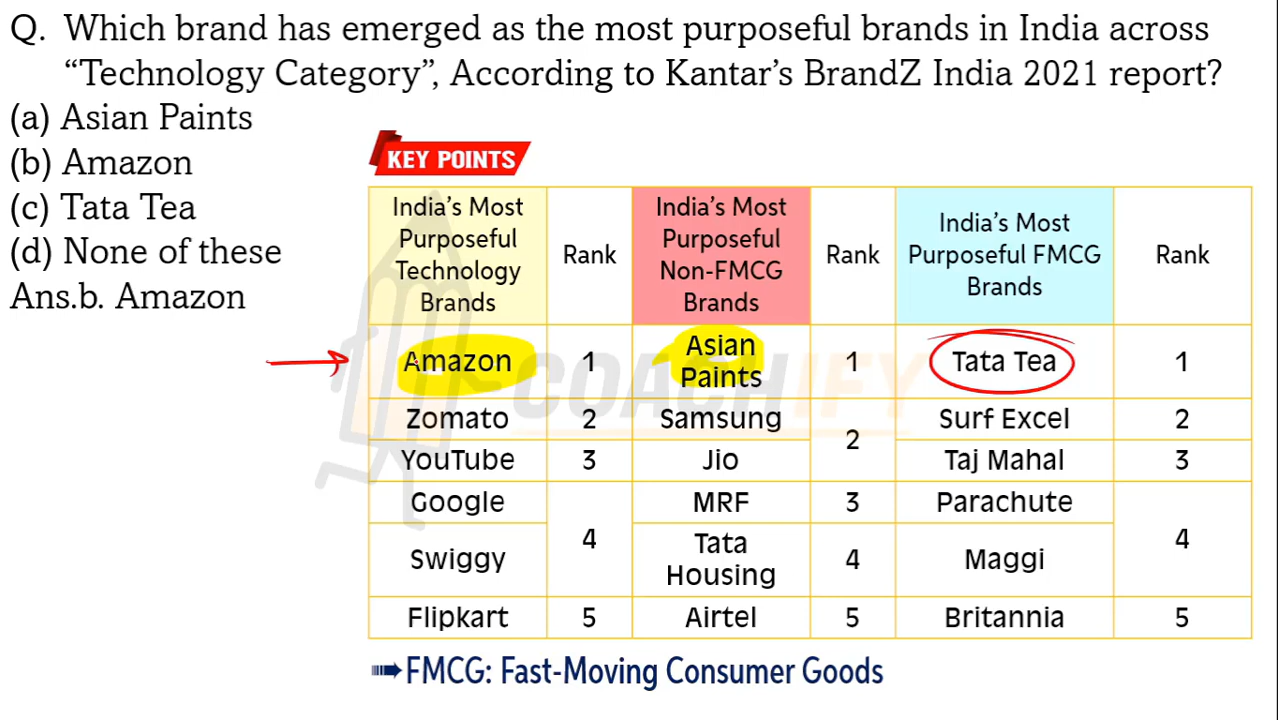 Q. Which brand has emerged as the most purposeful brands in India across
“Technology Category”, According to Kantar’s BrandZ India 2021 report?
(a) Asian Paints
(b) Amazon
(c) Tata Tea
(d) None of these
Ans.b. Amazon
KEY POINTS
India’s Most Purposeful Technology Brands | Rank | India’s Most Purposeful Non-FMCG Brands | Rank | India’s Most Purposeful FMCG Brands | Rank
Amazon | 1 | Asian Paints | 1 | Tata Tea | 1
Zomato | 2 | Samsung | 2 | Surf Excel | 2
YouTube | 3 | Jio | Taj Mahal | 3
Google | 4 | MRF | 3 | Parachute | 4
Swiggy | Tata Housing | 4 | Maggi
Flipkart | 5 | Airtel | 5 | Britannia | 5
COACHIFY
FMCG: Fast-Moving Consumer Goods